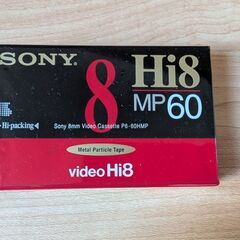 SONY
Hi8
8
MP60
Hi-packing
Sony 8mm Video Cassette P6-60HMP
Metal Particle Tape
video Hi8